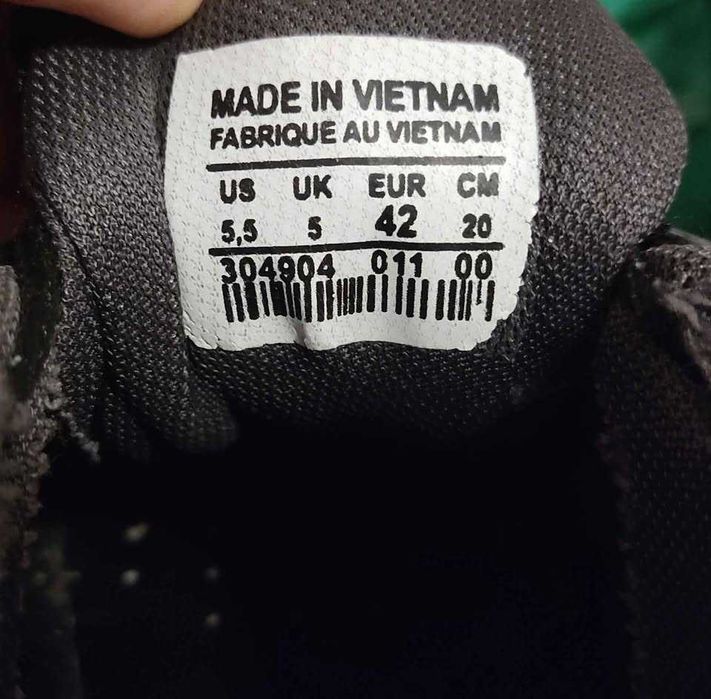 MADE IN VIETNAM
FABRIQUE AU VIETNAM
US UK EUR CM
5,5 5 42 20
304904 011 00